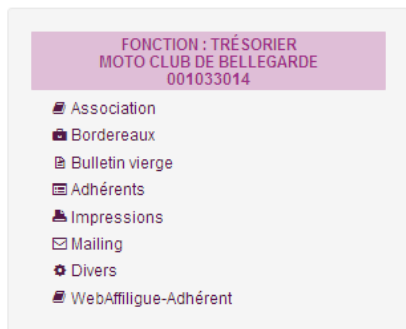 FONCTION : TRÉSORIER
MOTO CLUB DE BELLEGARDE
001033014
Association
Bordereaux
Bulletin vierge
Adhérents
Impressions
Mailing
Divers
WebAffiligue-Adhérent